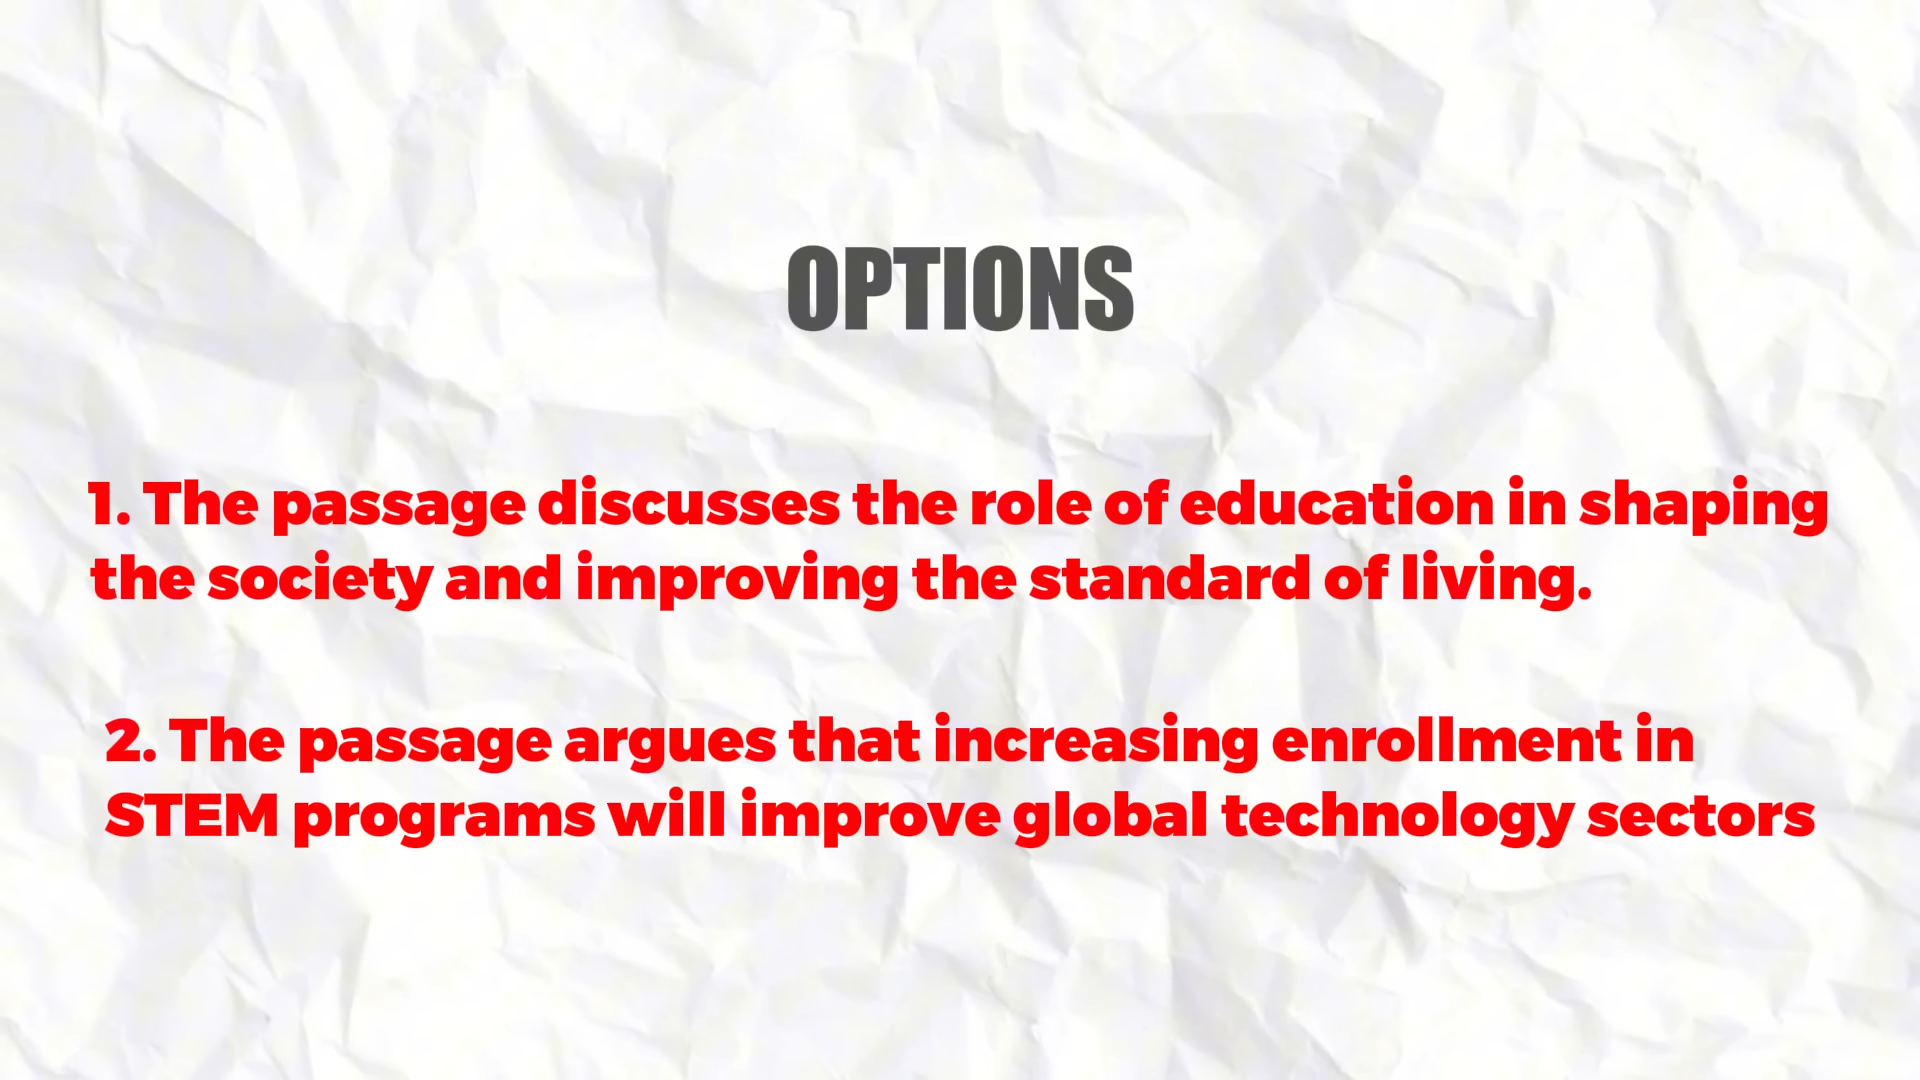 OPTIONS
1. The passage discusses the role of education in shaping
the society and improving the standard of living.
2. The passage argues that increasing enrollment in
STEM programs will improve global technology sectors